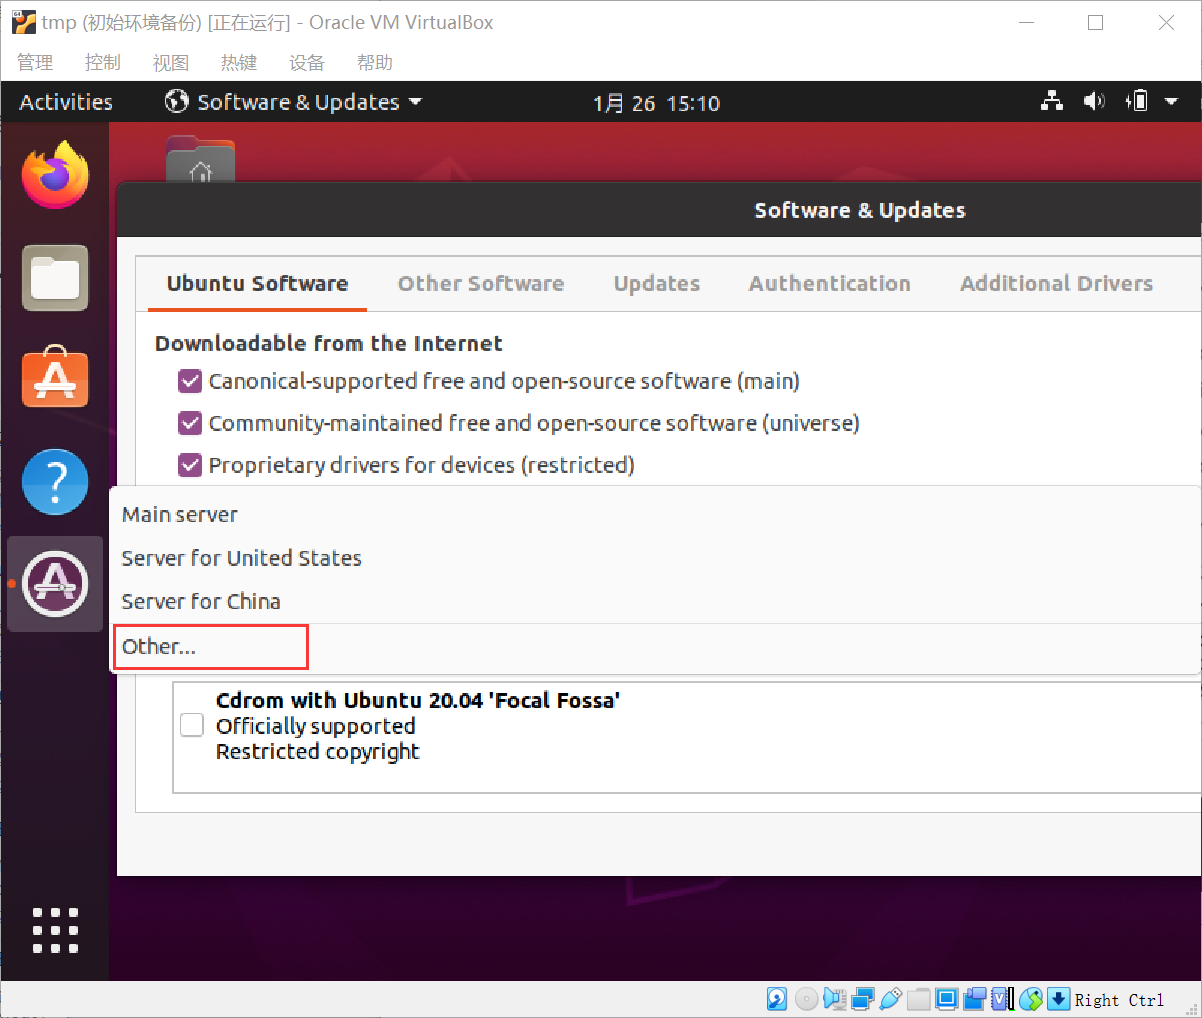 tmp (初始环境备份) [正在运行] - Oracle VM VirtualBox
管理 控制 视图 热键 设备 帮助
Activities Software & Updates 1月 26 15:10
Software & Updates
Ubuntu Software Other Software Updates Authentication Additional Drivers
Downloadable from the Internet
Canonical-supported free and open-source software (main)
Community-maintained free and open-source software (universe)
Proprietary drivers for devices (restricted)
Main server
Server for United States
Server for China
Other...
Cdrom with Ubuntu 20.04 'Focal Fossa'
Officially supported
Restricted copyright
Right Ctrl